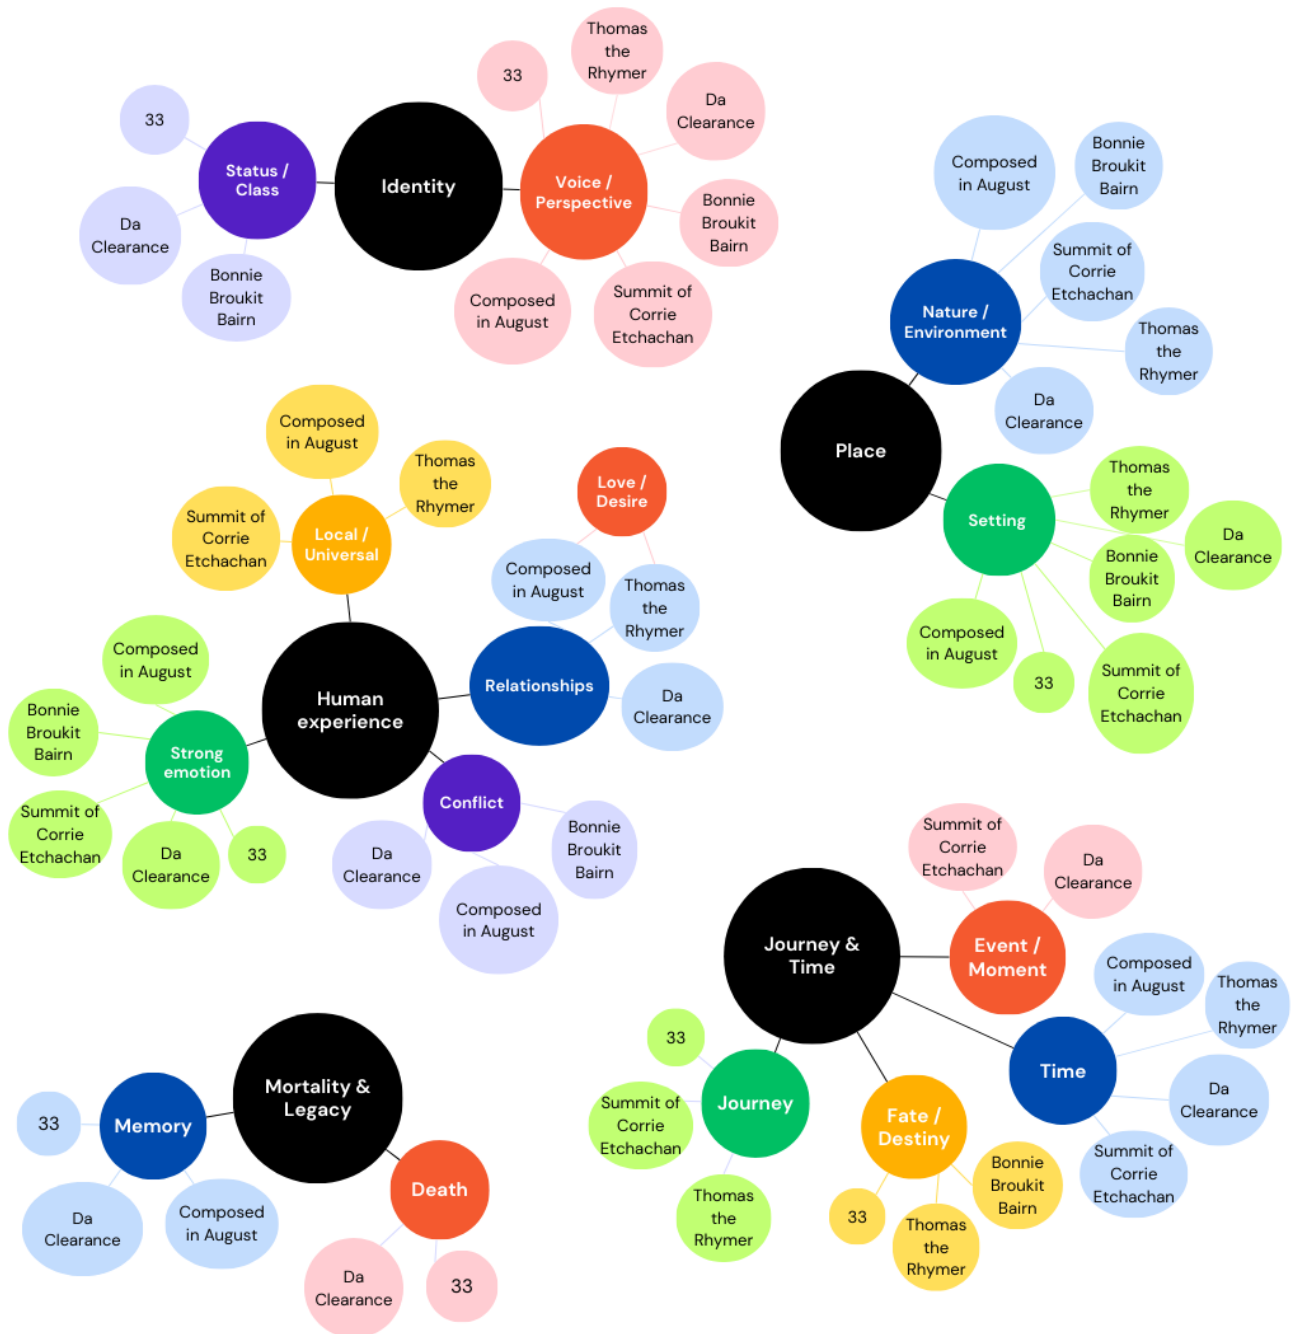 Identity
Status /
Class
33
Da
Clearance
Bonnie
Broukit
Bairn
Voice /
Perspective
33
Thomas
the
Rhymer
Da
Clearance
Bonnie
Broukit
Bairn
Summit of
Corrie
Etchachan
Composed
in August
Place
Nature /
Environment
Composed
in August
Bonnie
Broukit
Bairn
Summit of
Corrie
Etchachan
Thomas
the
Rhymer
Da
Clearance
Setting
Thomas
the
Rhymer
Da
Clearance
Bonnie
Broukit
Bairn
Summit of
Corrie
Etchachan
33
Composed
in August
Human
experience
Local /
Universal
Composed
in August
Thomas
the
Rhymer
Summit of
Corrie
Etchachan
Relationships
Love /
Desire
Composed
in August
Thomas
the
Rhymer
Da
Clearance
Strong
emotion
Composed
in August
Bonnie
Broukit
Bairn
Summit of
Corrie
Etchachan
Da
Clearance
33
Conflict
Da
Clearance
Composed
in August
Bonnie
Broukit
Bairn
Journey &
Time
Event /
Moment
Summit of
Corrie
Etchachan
Da
Clearance
Time
Composed
in August
Thomas
the
Rhymer
Da
Clearance
Summit of
Corrie
Etchachan
Fate /
Destiny
33
Thomas
the
Rhymer
Bonnie
Broukit
Bairn
Journey
33
Summit of
Corrie
Etchachan
Thomas
the
Rhymer
Mortality &
Legacy
Memory
33
Da
Clearance
Composed
in August
Death
Da
Clearance
33